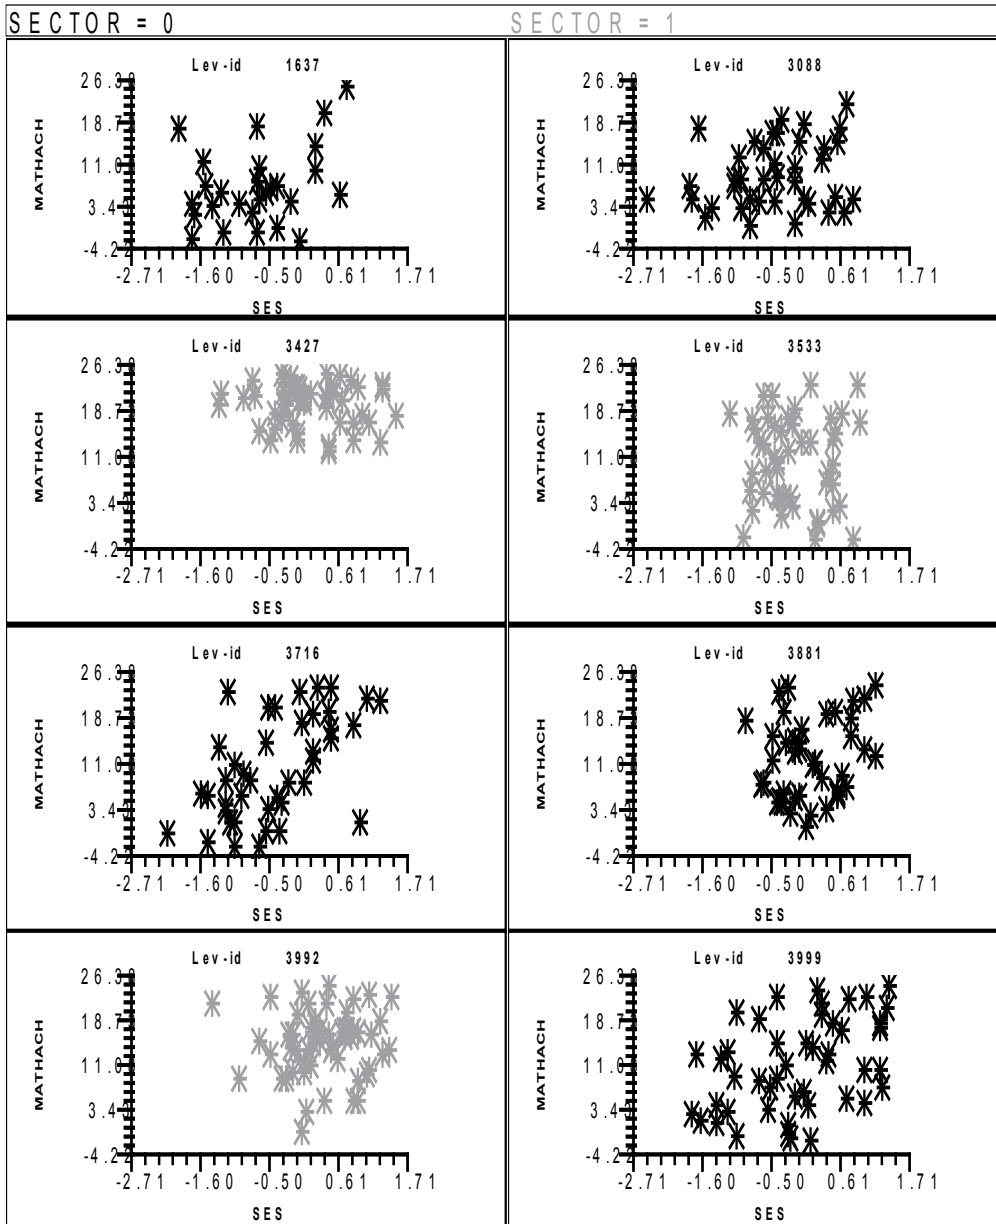 SECTOR = 0
SECTOR = 1
Lev-id 1637
MATHACH
26.3
18.7
11.0
3.4
-4.2
-2.71 -1.60 -0.50 0.61 1.71
SES
Lev-id 3088
MATHACH
26.3
18.7
11.0
3.4
-4.2
-2.71 -1.60 -0.50 0.61 1.71
SES
Lev-id 3427
MATHACH
26.3
18.7
11.0
3.4
-4.2
-2.71 -1.60 -0.50 0.61 1.71
SES
Lev-id 3533
MATHACH
26.3
18.7
11.0
3.4
-4.2
-2.71 -1.60 -0.50 0.61 1.71
SES
Lev-id 3716
MATHACH
26.3
18.7
11.0
3.4
-4.2
-2.71 -1.60 -0.50 0.61 1.71
SES
Lev-id 3881
MATHACH
26.3
18.7
11.0
3.4
-4.2
-2.71 -1.60 -0.50 0.61 1.71
SES
Lev-id 3992
MATHACH
26.3
18.7
11.0
3.4
-4.2
-2.71 -1.60 -0.50 0.61 1.71
SES
Lev-id 3999
MATHACH
26.3
18.7
11.0
3.4
-4.2
-2.71 -1.60 -0.50 0.61 1.71
SES